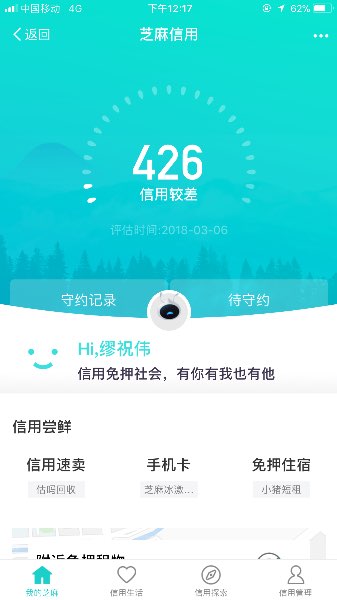 中国移动 4G 下午12:17 62%
返回 芝麻信用
426
信用较差
评估时间:2018-03-06
守约记录 待守约
Hi,缪祝伟
信用免押社会，有你有我也有他
信用尝鲜
信用速卖 手机卡 免押住宿
估吗回收 芝麻冰激... 小猪短租
附近免押租物
我的芝麻 信用生活 信用探索 信用管理